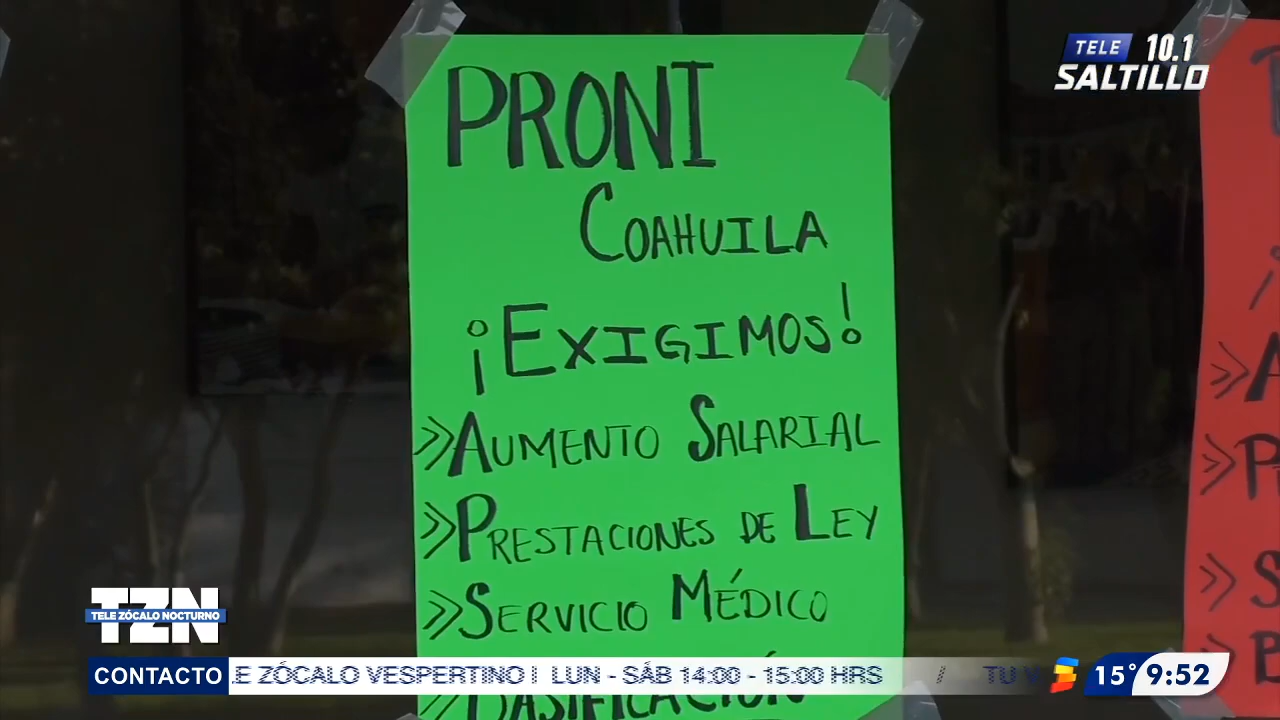 TELE 10.1
SALTILLO
PRONI
COAHUILA
¡EXIGIMOS!
»AUMENTO SALARIAL
»PRESTACIONES DE LEY
»SERVICIO MÉDICO
TZN
TELE ZÓCALO NOCTURNO
CONTACTO
E ZÓCALO VESPERTINO | LUN - SÁB 14:00 - 15:00 HRS / TU
15° 9:52